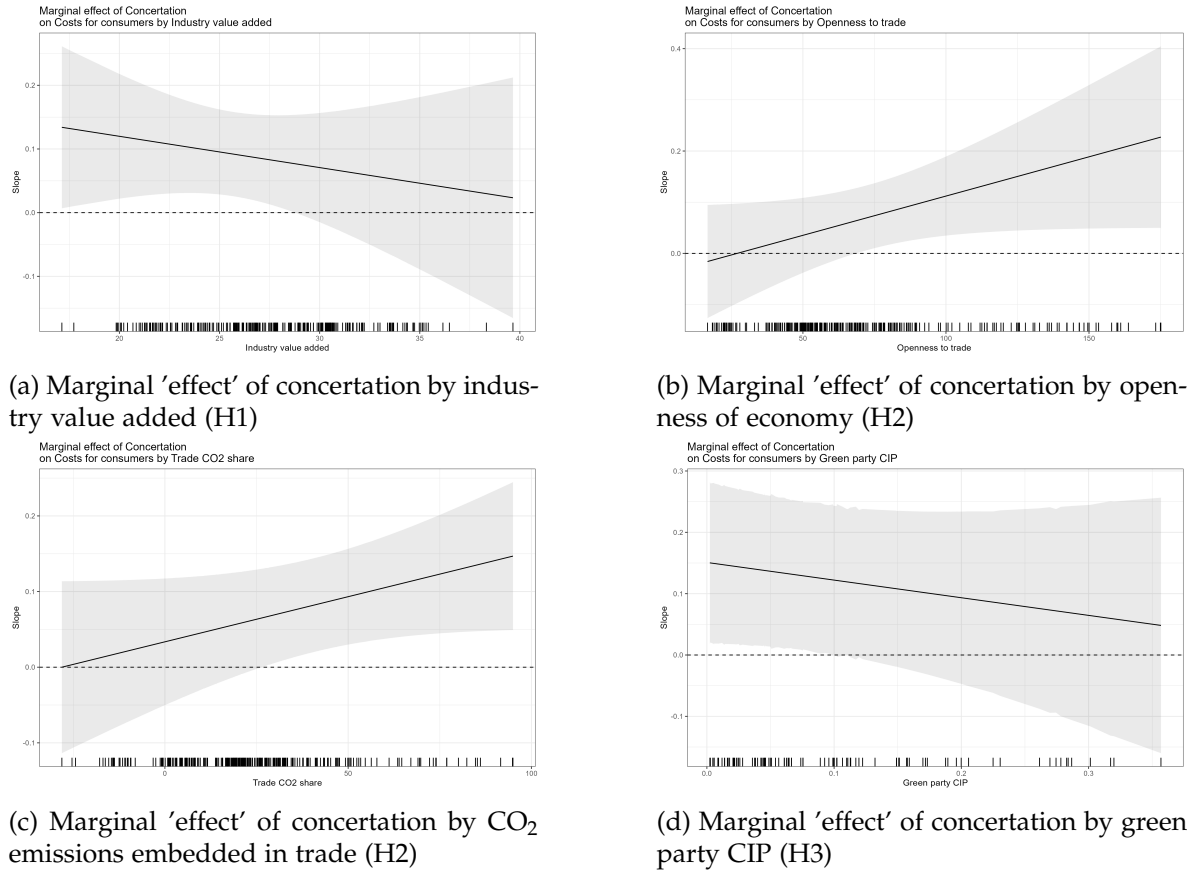 Marginal effect of Concertation
on Costs for consumers by Industry value added
0.2
0.1
0.0
-0.1
Slope
20 25 30 35 40
Industry value added
(a) Marginal 'effect' of concertation by indus-
try value added (H1)
Marginal effect of Concertation
on Costs for consumers by Openness to trade
0.4
0.2
0.0
Slope
50 100 150
Openness to trade
(b) Marginal 'effect' of concertation by open-
ness of economy (H2)
Marginal effect of Concertation
on Costs for consumers by Trade CO2 share
0.2
0.1
0.0
-0.1
Slope
0 50 100
Trade CO2 share
(c) Marginal 'effect' of concertation by CO2
emissions embedded in trade (H2)
Marginal effect of Concertation
on Costs for consumers by Green party CIP
0.3
0.2
0.1
0.0
-0.1
Slope
0.0 0.1 0.2 0.3
Green party CIP
(d) Marginal 'effect' of concertation by green
party CIP (H3)